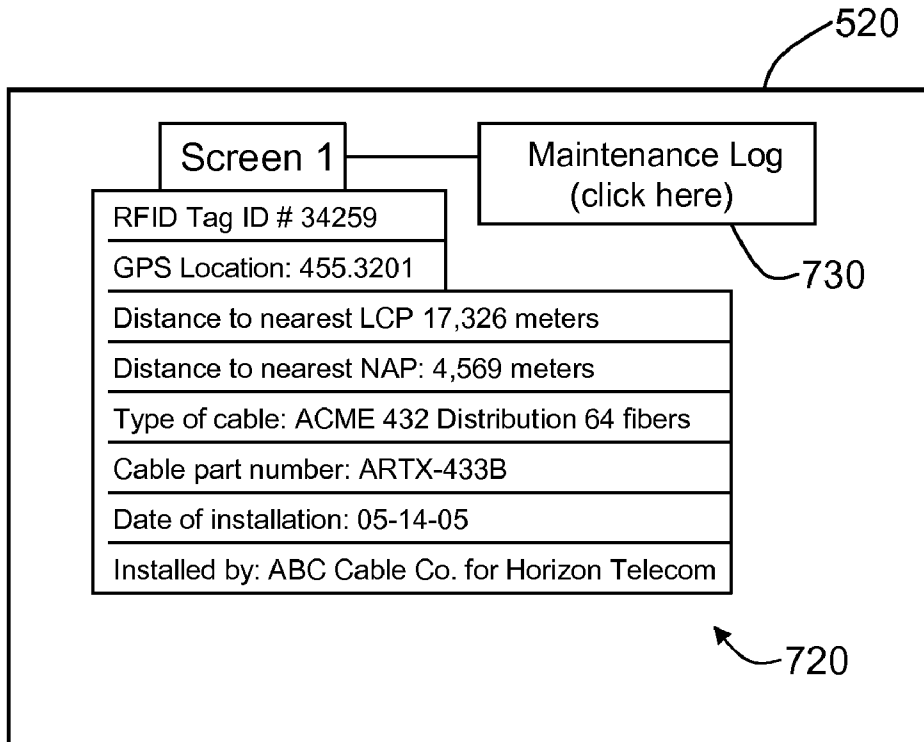 520
Screen 1
Maintenance Log
(click here)
730
RFID Tag ID # 34259
GPS Location: 455.3201
Distance to nearest LCP 17,326 meters
Distance to nearest NAP: 4,569 meters
Type of cable: ACME 432 Distribution 64 fibers
Cable part number: ARTX-433B
Date of installation: 05-14-05
Installed by: ABC Cable Co. for Horizon Telecom
720